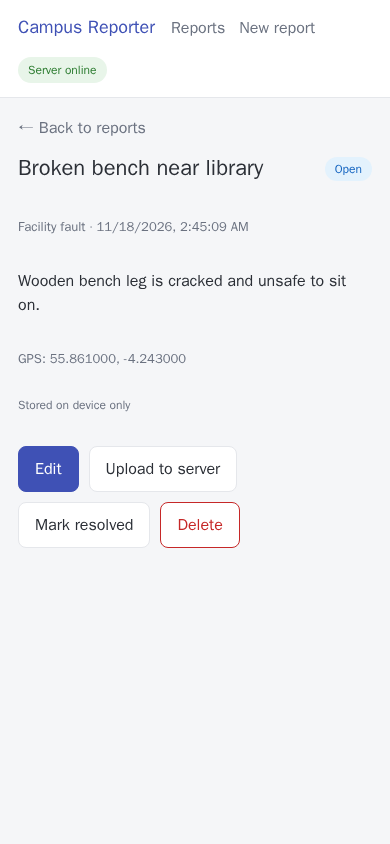 Campus Reporter Reports New report
Server online
← Back to reports
Broken bench near library Open
Facility fault · 11/18/2026, 2:45:09 AM
Wooden bench leg is cracked and unsafe to sit
on.
GPS: 55.861000, -4.243000
Stored on device only
Edit Upload to server
Mark resolved Delete